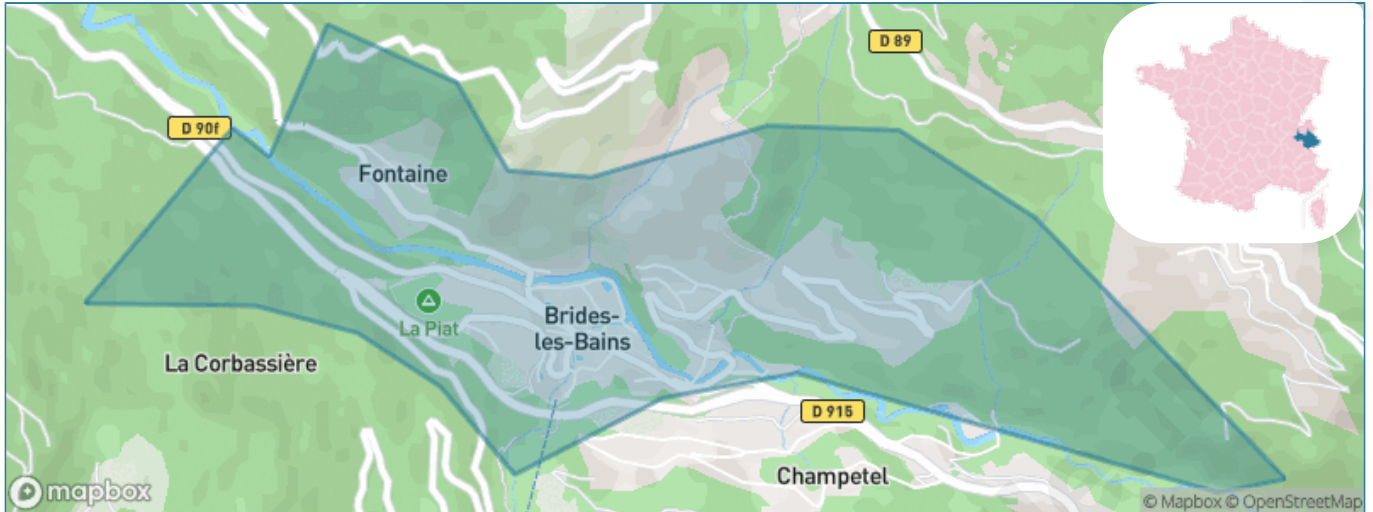 D 89
D 90f
Fontaine
La Piat
Brides-
les-Bains
La Corbassière
D 915
Champetel
mapbox
© Mapbox © OpenStreetMap